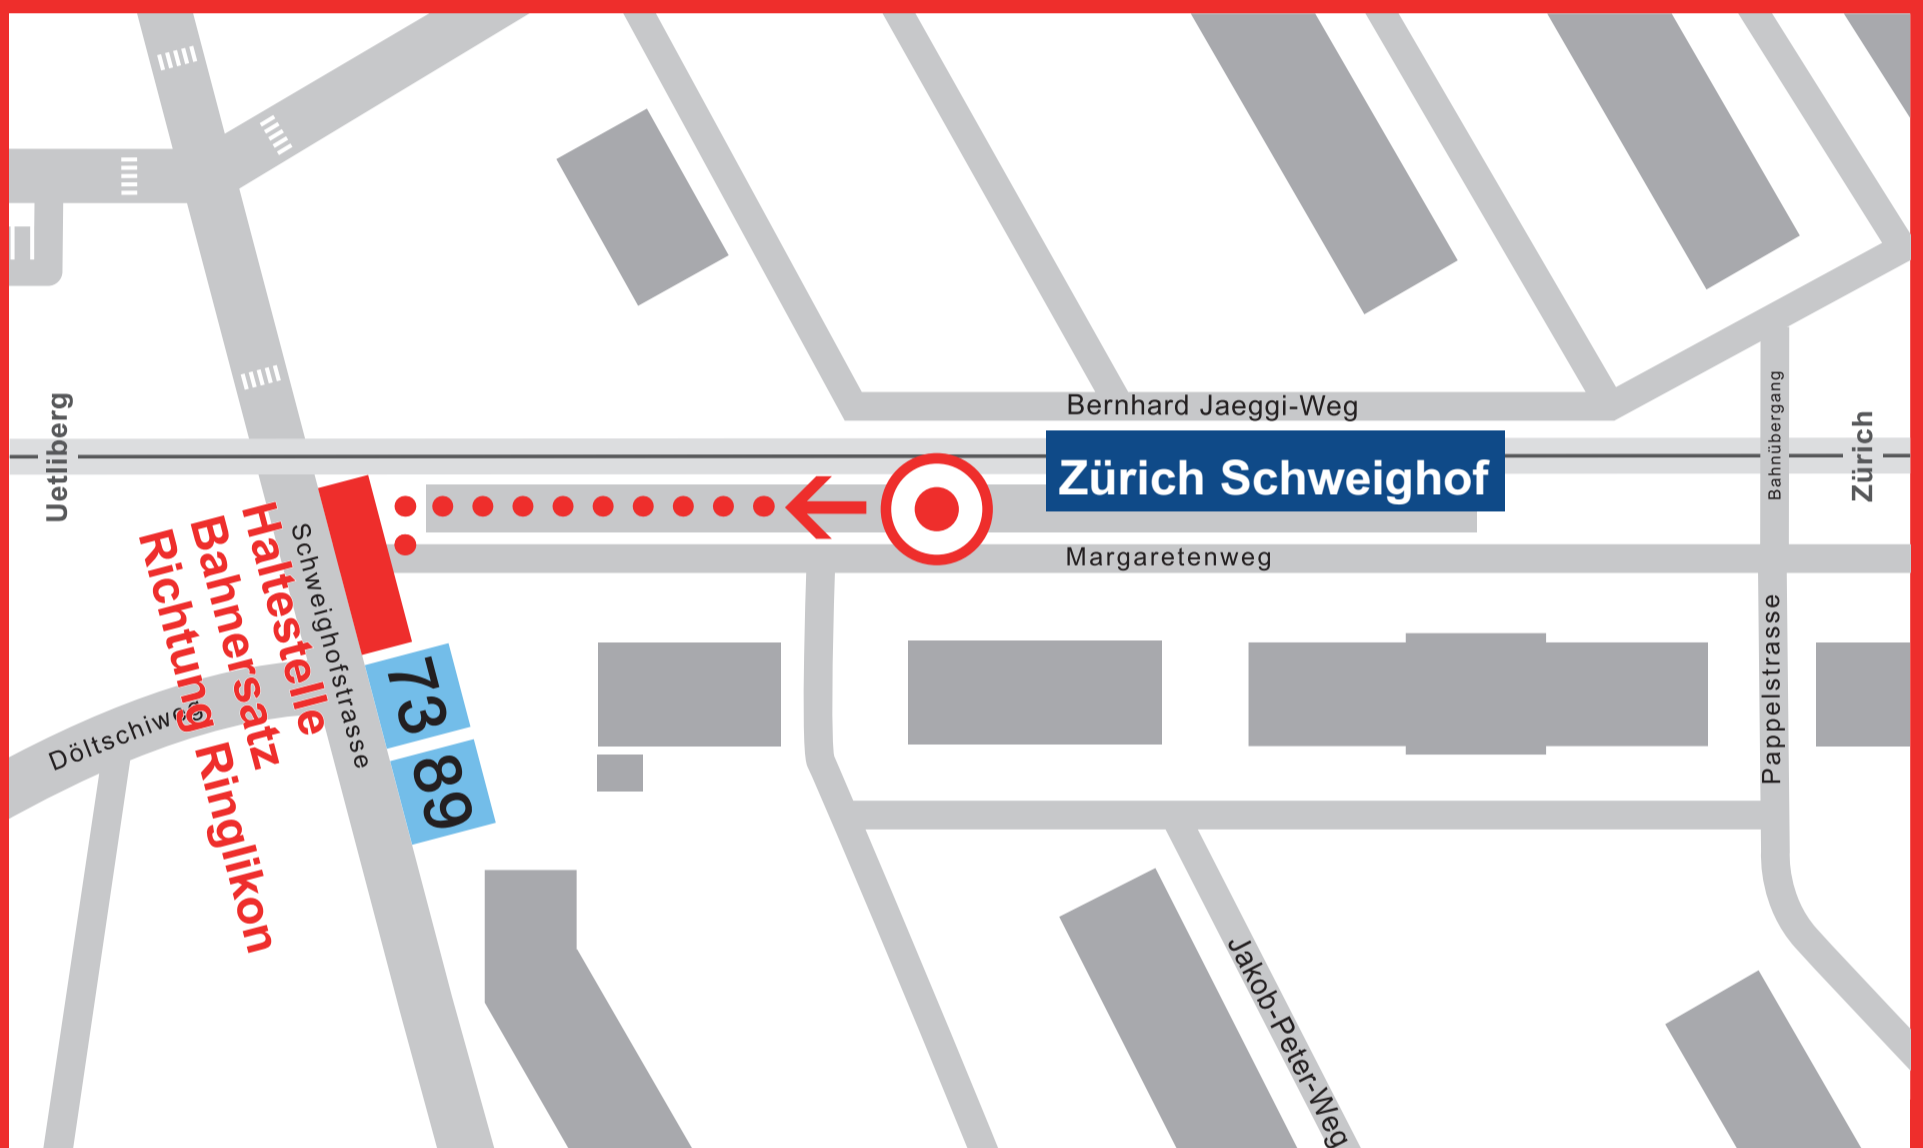 Bernhard Jaeggi-Weg
Uetliberg
Zürich Schweighof
Bahnübergang
Zürich
Margaretenweg
Haltestelle
Bahnersatz
Richtung Ringlikon
Schweighofstrasse
73
89
Döltschiweg
Pappelstrasse
Jakob-Peter-Weg